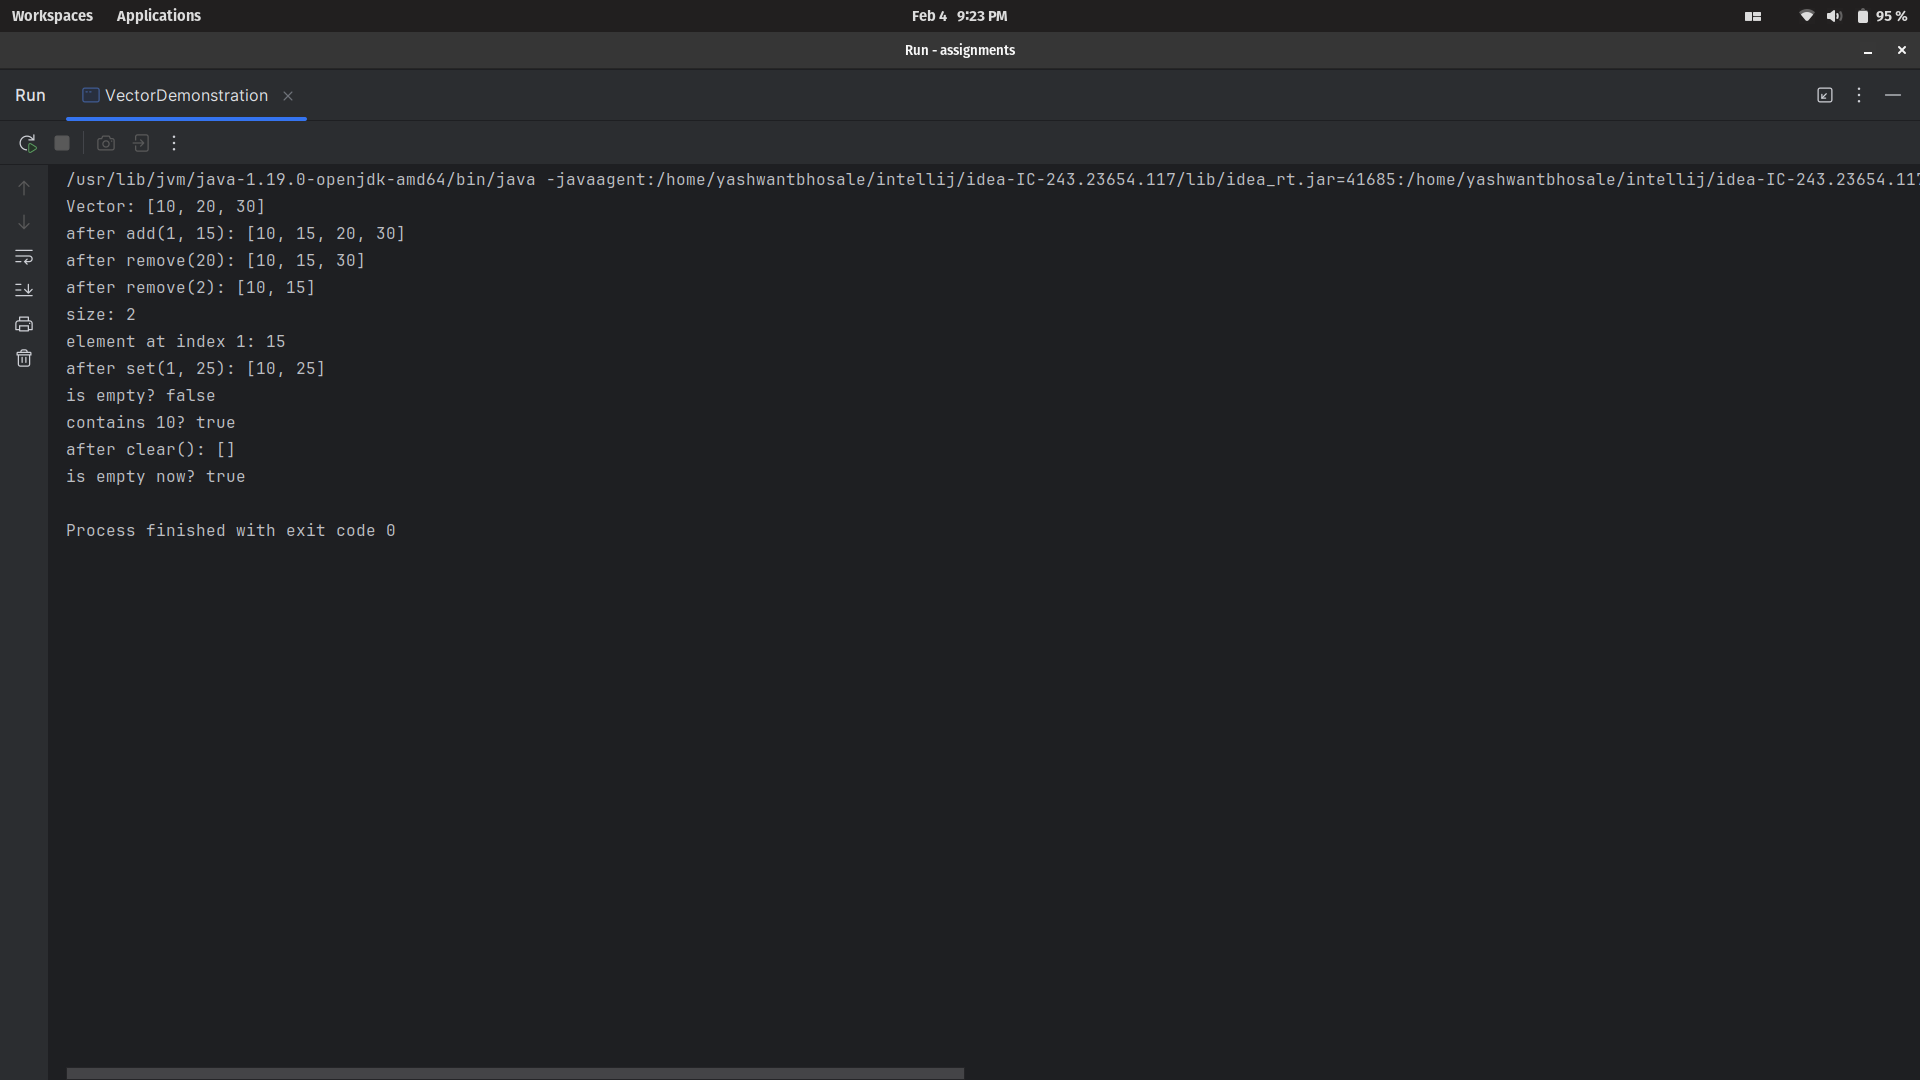 Workspaces Applications Feb 4 9:23 PM 95 %
Run - assignments
Run VectorDemonstration
/usr/lib/jvm/java-1.19.0-openjdk-amd64/bin/java -javaagent:/home/yashwantbhosale/intellij/idea-IC-243.23654.117/lib/idea_rt.jar=41685:/home/yashwantbhosale/intellij/idea-IC-243.23654.117
Vector: [10, 20, 30]
after add(1, 15): [10, 15, 20, 30]
after remove(20): [10, 15, 30]
after remove(2): [10, 15]
size: 2
element at index 1: 15
after set(1, 25): [10, 25]
is empty? false
contains 10? true
after clear(): []
is empty now? true
Process finished with exit code 0